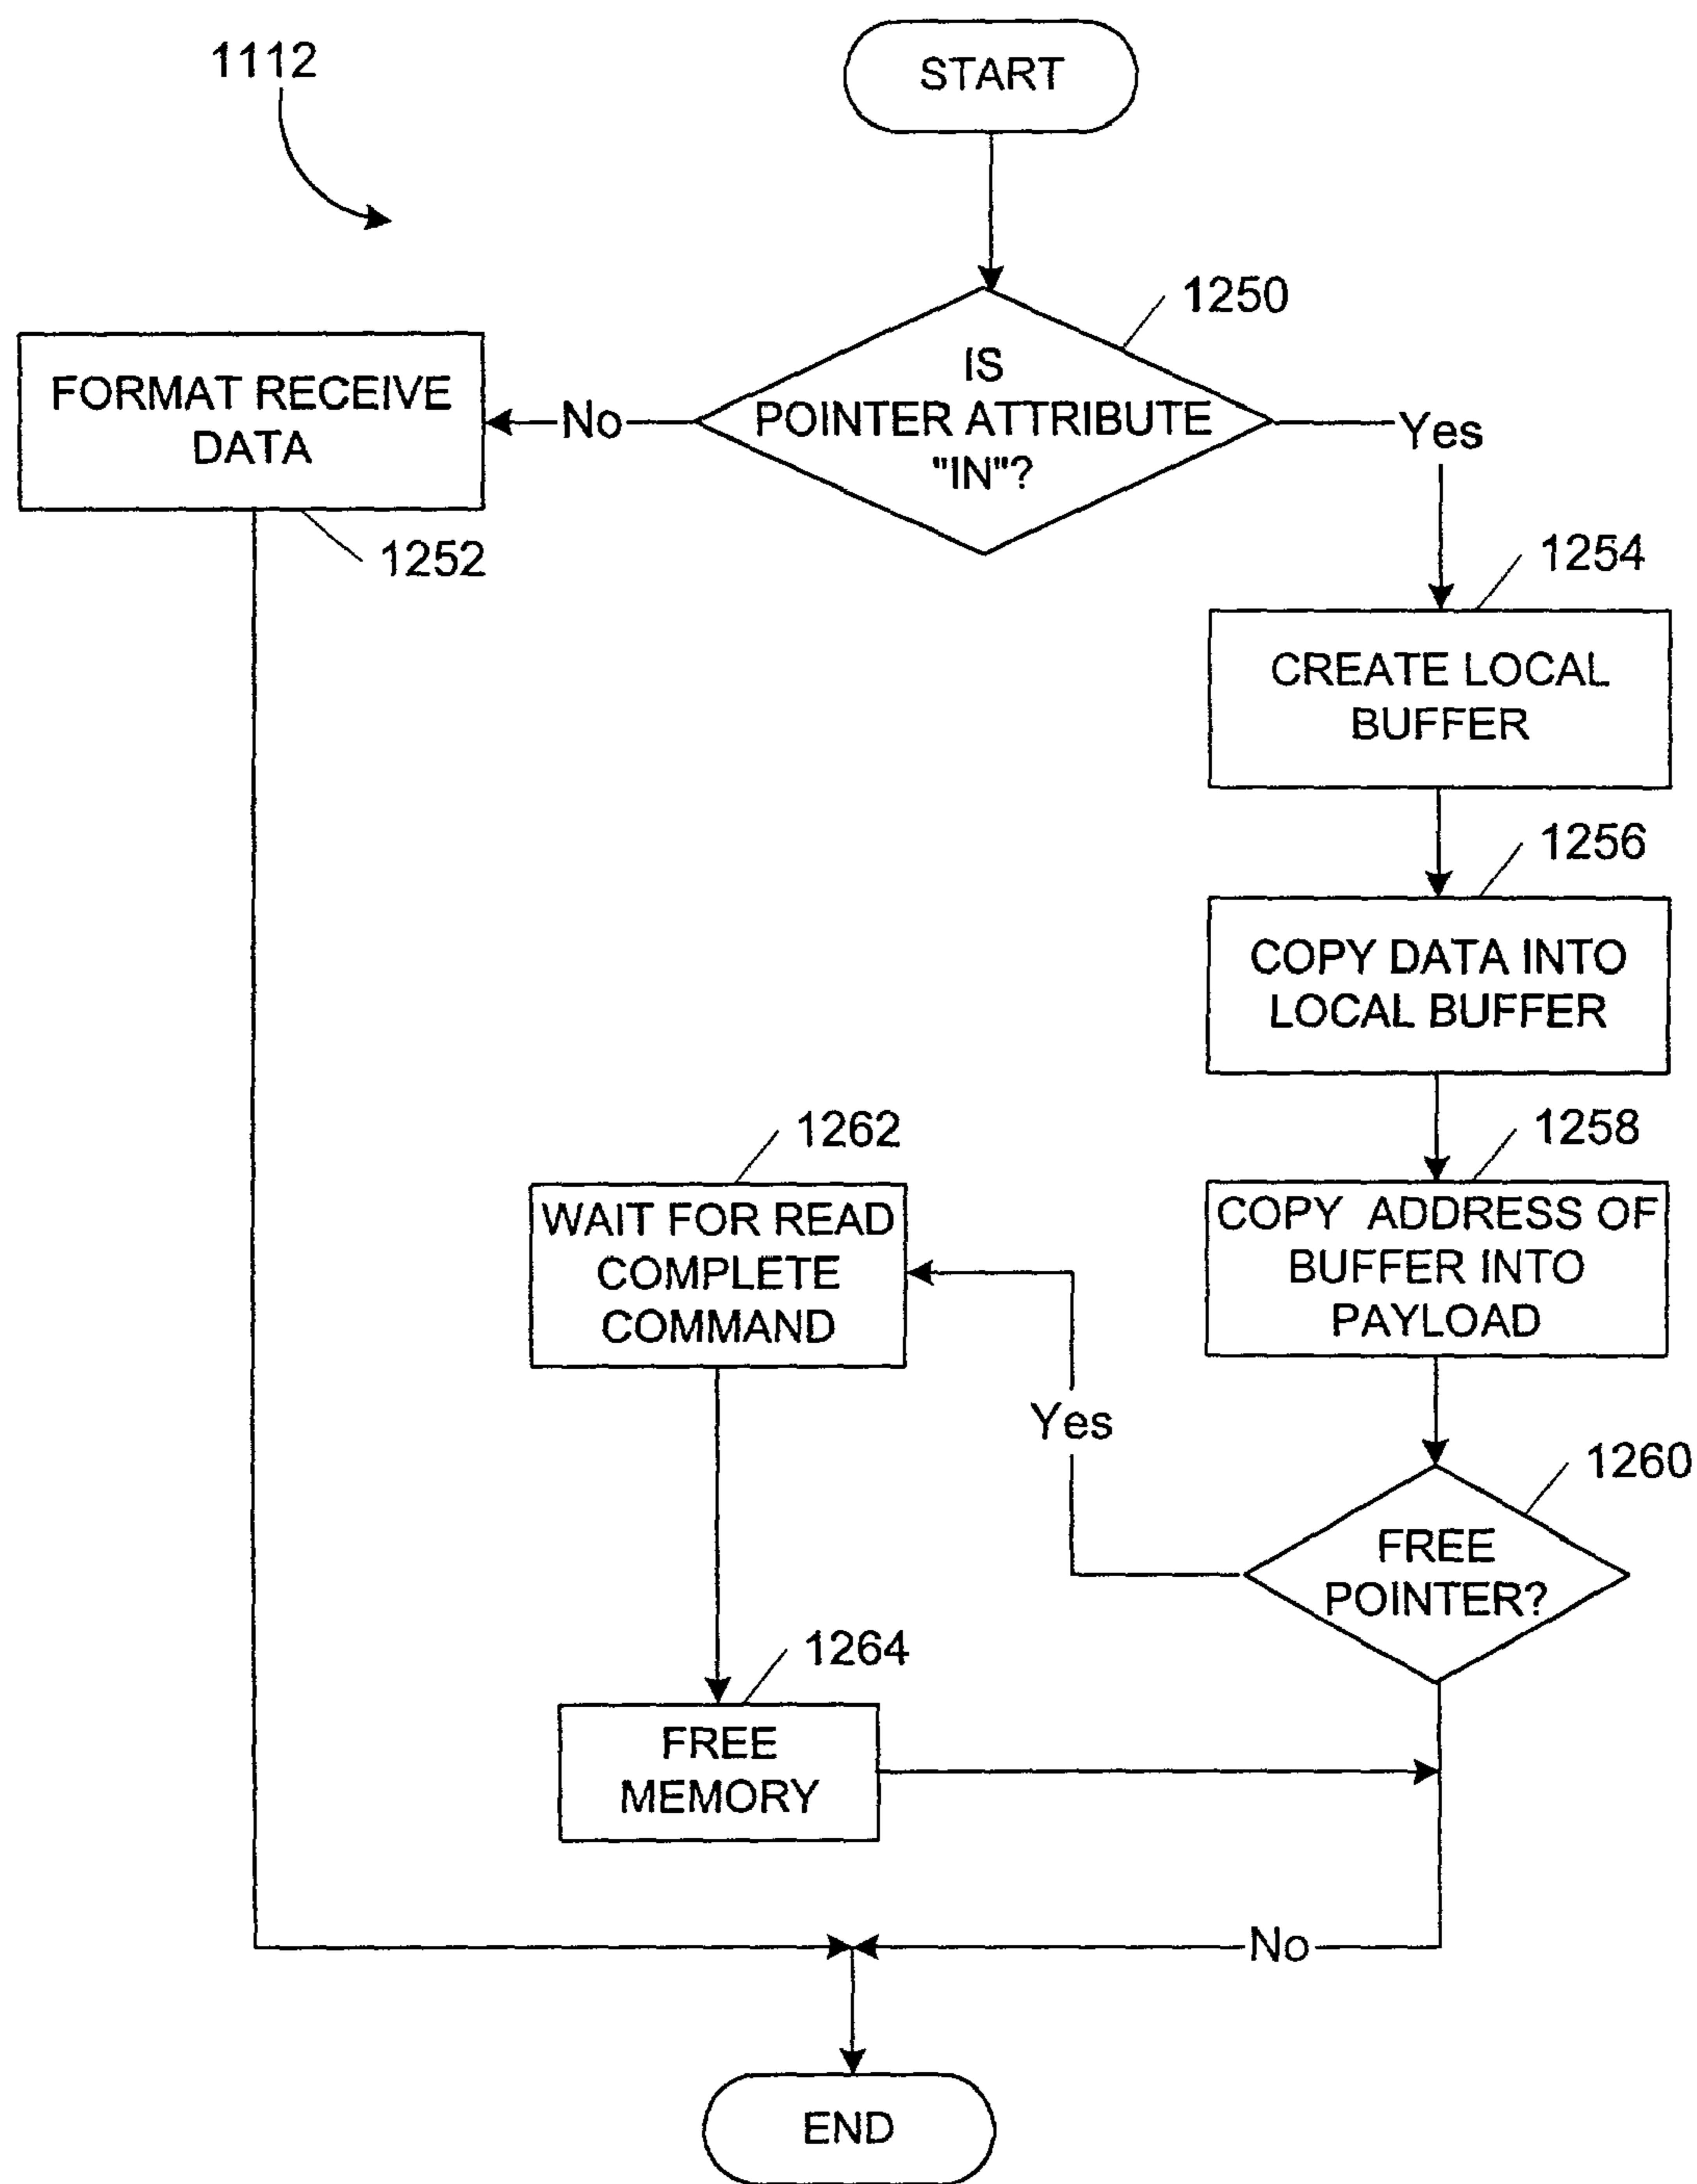 1112
START
1250
IS
POINTER ATTRIBUTE
"IN"?
No
Yes
FORMAT RECEIVE
DATA
1252
1254
CREATE LOCAL
BUFFER
1256
COPY DATA INTO
LOCAL BUFFER
1258
COPY ADDRESS OF
BUFFER INTO
PAYLOAD
1262
WAIT FOR READ
COMPLETE
COMMAND
Yes
1260
FREE
POINTER?
1264
FREE
MEMORY
No
END